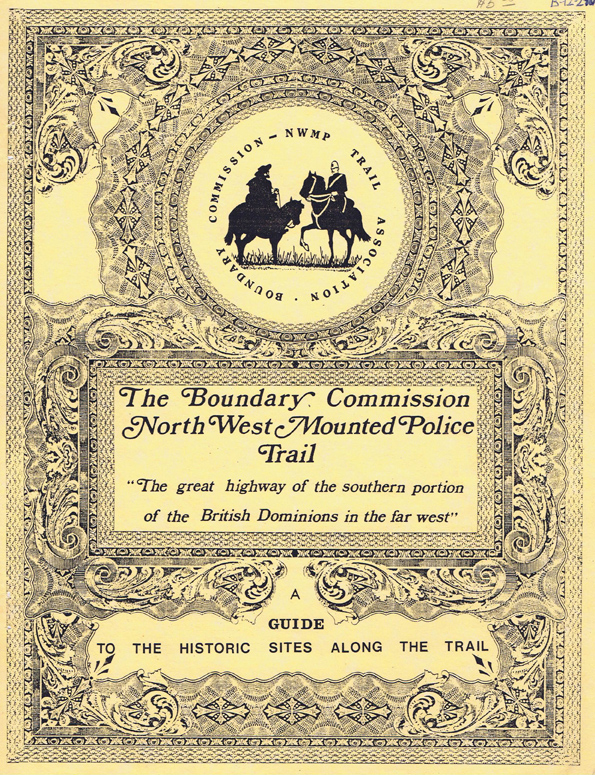 BOUNDARY COMMISSION – NWMP TRAIL ASSOCIATION ·
The Boundary Commission
North West Mounted Police
Trail
"The great highway of the southern portion
of the British Dominions in the far west"
A
GUIDE
TO THE HISTORIC SITES ALONG THE TRAIL